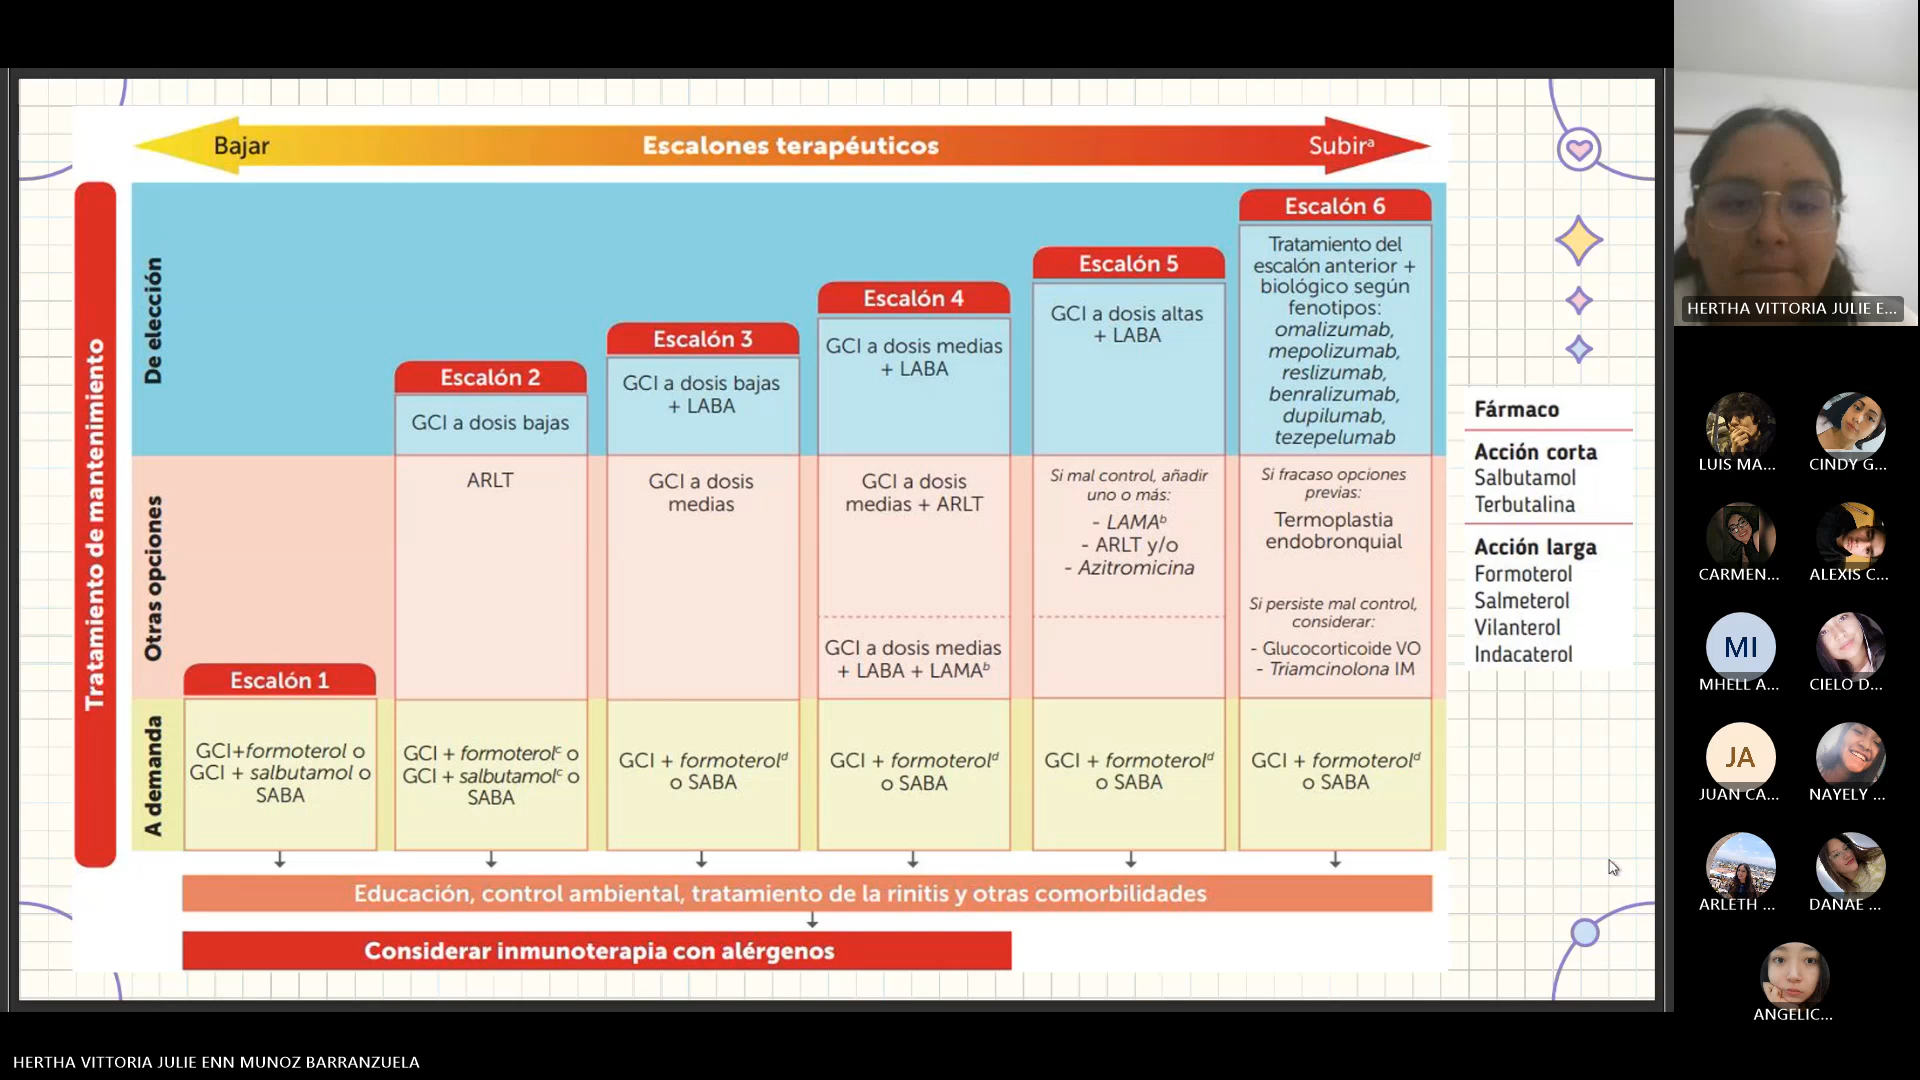 Bajar
Escalones terapéuticos
Subirª
Tratamiento de mantenimiento
De elección
Otras opciones
A demanda
Escalón 1
GCI+formoterol o
GCI + salbutamol o
SABA
Escalón 2
GCI a dosis bajas
ARLT
GCI + formoterolᶜ o
GCI + salbutamolᶜ o
SABA
Escalón 3
GCI a dosis bajas
+ LABA
GCI a dosis
medias
GCI + formoterolᵈ
o SABA
Escalón 4
GCI a dosis medias
+ LABA
GCI a dosis
medias + ARLT
GCI a dosis medias
+ LABA + LAMAᵇ
GCI + formoterolᵈ
o SABA
Escalón 5
GCI a dosis altas
+ LABA
Si mal control, añadir
uno o más:
- LAMAᵇ
- ARLT y/o
- Azitromicina
GCI + formoterolᵈ
o SABA
Escalón 6
Tratamiento del
escalón anterior +
biológico según
fenotipos:
omalizumab,
mepolizumab,
reslizumab,
benralizumab,
dupilumab,
tezepelumab
Si fracaso opciones
previas:
Termoplastia
endobronquial
Si persiste mal control,
considerar:
- Glucocorticoide VO
- Triamcinolona IM
GCI + formoterolᵈ
o SABA
Educación, control ambiental, tratamiento de la rinitis y otras comorbilidades
Considerar inmunoterapia con alérgenos
Fármaco
Acción corta
Salbutamol
Terbutalina
Acción larga
Formoterol
Salmeterol
Vilanterol
Indacaterol
HERTHA VITTORIA JULIE E...
LUIS MA...
CINDY G...
CARMEN...
ALEXIS C...
MI
MHELL A...
CIELO D...
JA
JUAN CA...
NAYELY ...
ARLETH ...
DANAE ...
ANGELIC...
HERTHA VITTORIA JULIE ENN MUNOZ BARRANZUELA